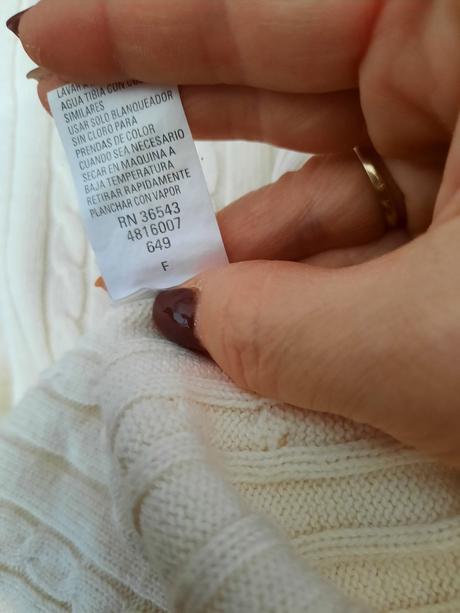 LAVAR A
AGUA TIBIA CON
SIMILARES
USAR SOLO BLANQUEADOR
SIN CLORO PARA
PRENDAS DE COLOR
CUANDO SEA NECESARIO
SECAR EN MAQUINA A
BAJA TEMPERATURA
RETIRAR RAPIDAMENTE
PLANCHAR CON VAPOR
RN 36543
4816007
649
F